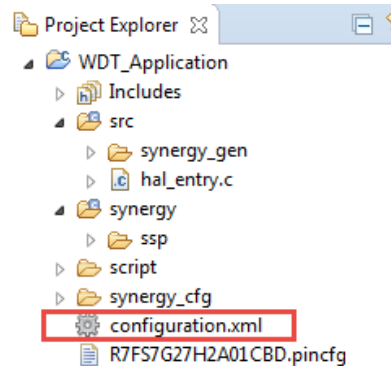 Project Explorer
WDT_Application
Includes
src
synergy_gen
hal_entry.c
synergy
ssp
script
synergy_cfg
configuration.xml
R7FS7G27H2A01CBD.pincfg